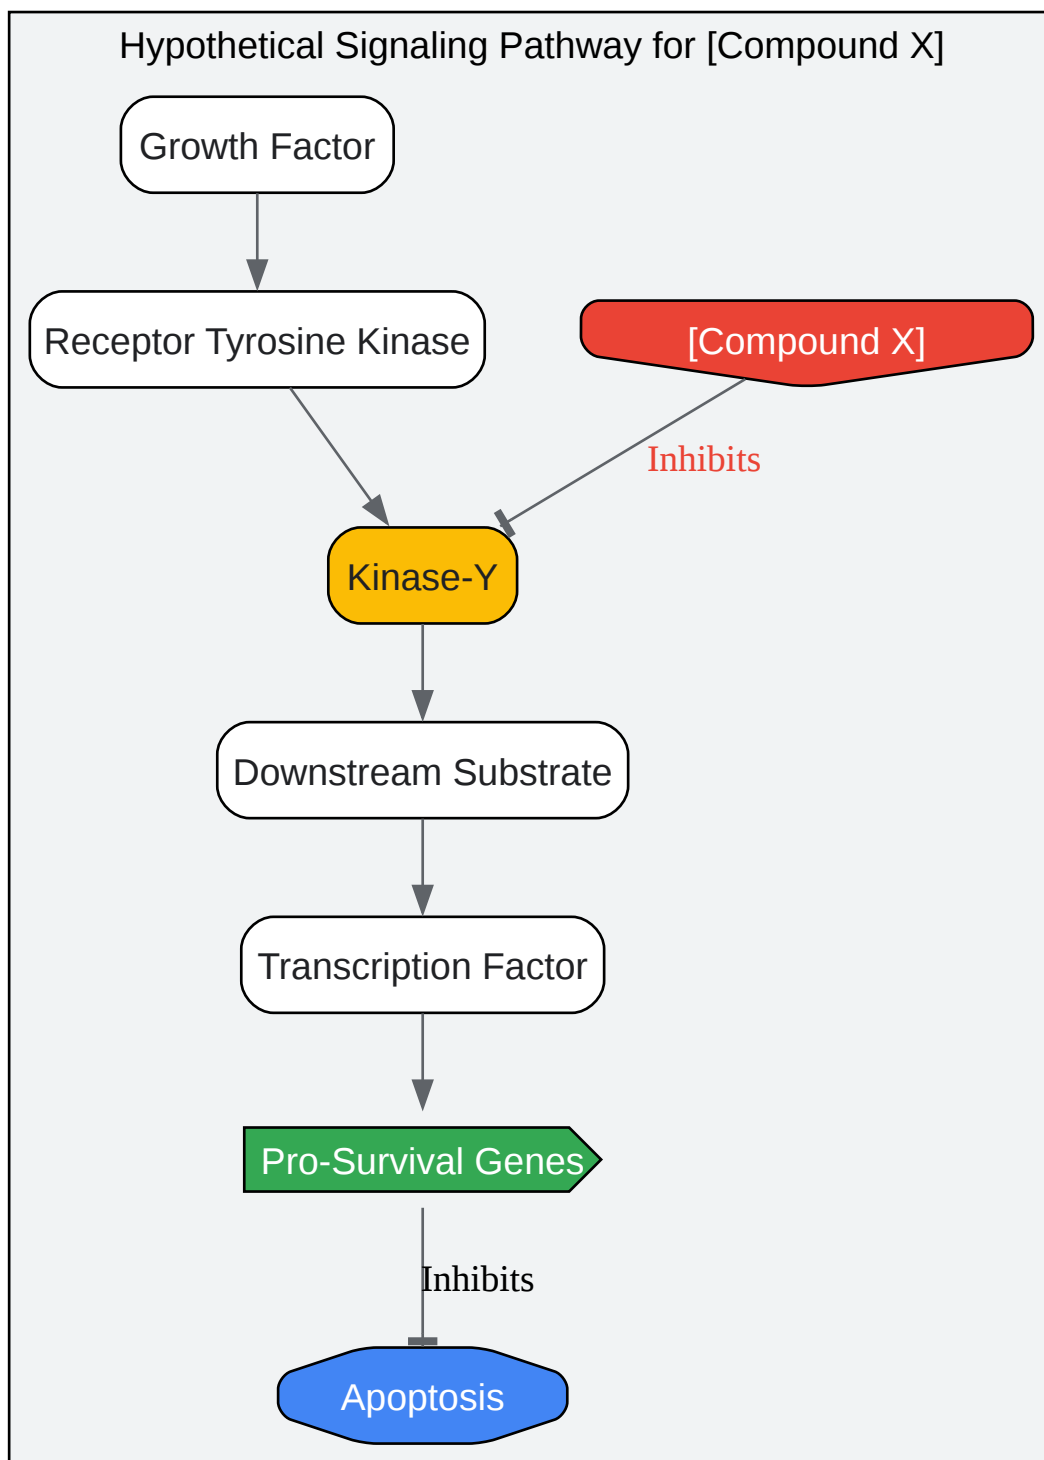 Hypothetical Signaling Pathway for [Compound X]
Growth Factor
Receptor Tyrosine Kinase
[Compound X]
Inhibits
Kinase-Y
Downstream Substrate
Transcription Factor
Pro-Survival Genes
Inhibits
Apoptosis